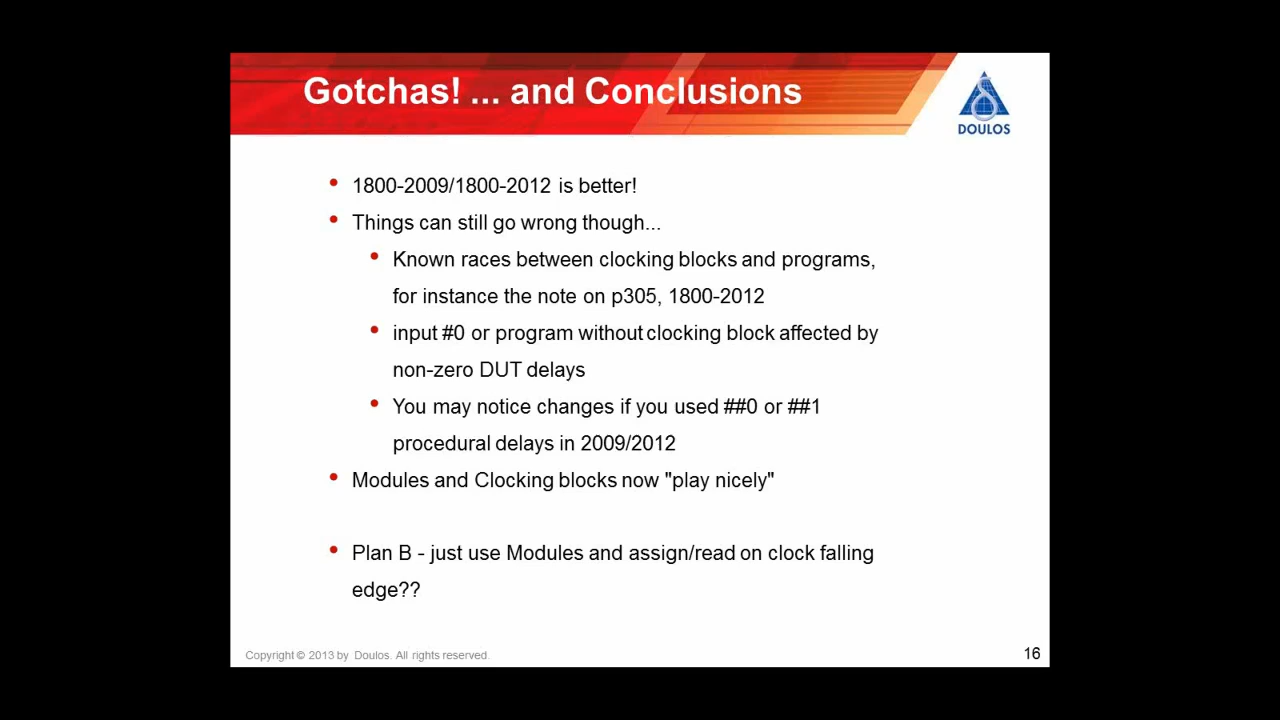 Gotchas! ... and Conclusions
DOULOS
• 1800-2009/1800-2012 is better!
• Things can still go wrong though...
• Known races between clocking blocks and programs,
for instance the note on p305, 1800-2012
• input #0 or program without clocking block affected by
non-zero DUT delays
• You may notice changes if you used ##0 or ##1
procedural delays in 2009/2012
• Modules and Clocking blocks now "play nicely"
• Plan B - just use Modules and assign/read on clock falling
edge??
Copyright © 2013 by Doulos. All rights reserved.
16